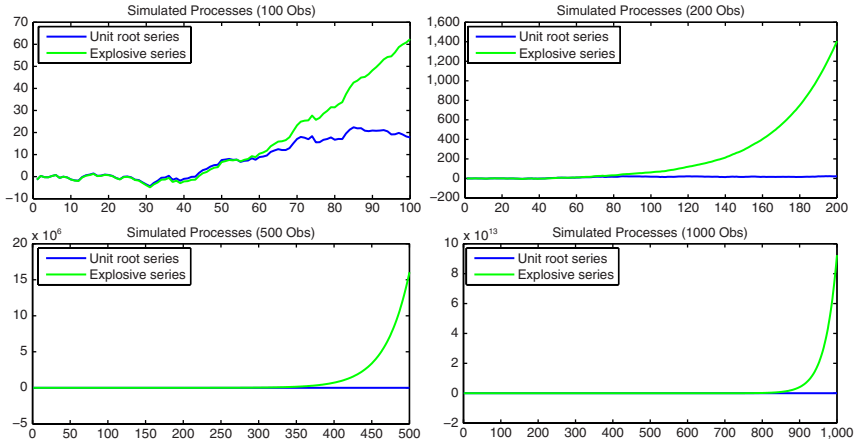 Simulated Processes (100 Obs)
70
60
50
40
30
20
10
0
−10
Unit root series
Explosive series
0 10 20 30 40 50 60 70 80 90 100
Simulated Processes (200 Obs)
1,600
1,400
1,200
1,000
800
600
400
200
0
−200
Unit root series
Explosive series
0 20 40 60 80 100 120 140 160 180 200
x 10^6
Simulated Processes (500 Obs)
20
15
10
5
0
−5
Unit root series
Explosive series
0 50 100 150 200 250 300 350 400 450 500
x 10^13
Simulated Processes (1000 Obs)
10
8
6
4
2
0
−2
Unit root series
Explosive series
0 100 200 300 400 500 600 700 800 900 1,000